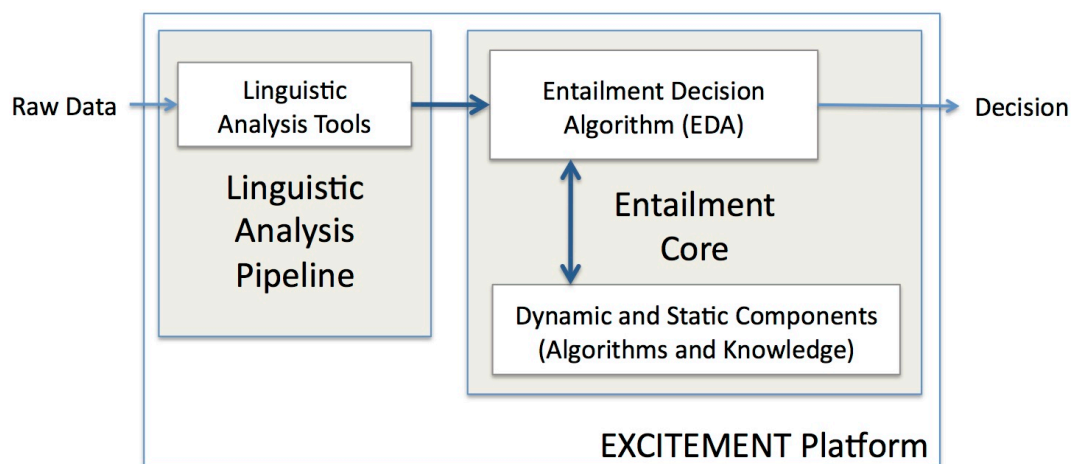 Raw Data
Linguistic
Analysis Tools
Linguistic
Analysis
Pipeline
Entailment Decision
Algorithm (EDA)
Entailment
Core
Dynamic and Static Components
(Algorithms and Knowledge)
Decision
EXCITEMENT Platform